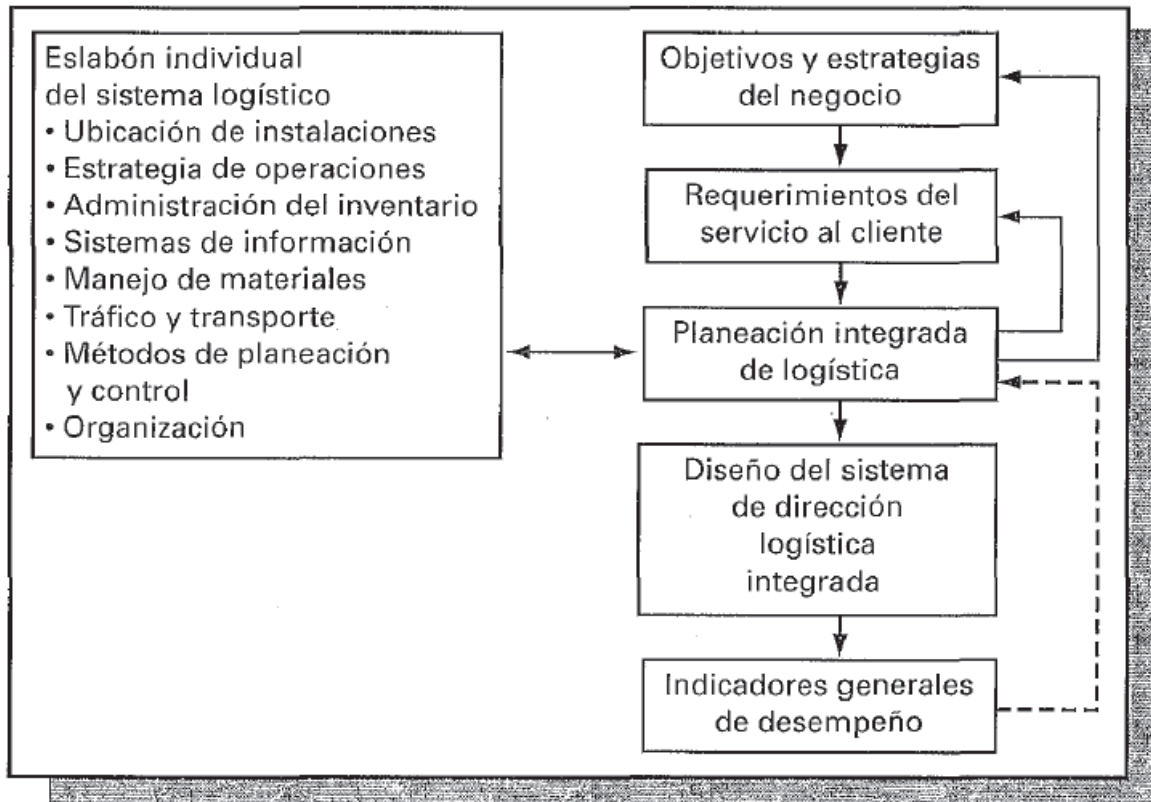 Eslabón individual
del sistema logístico
• Ubicación de instalaciones
• Estrategia de operaciones
• Administración del inventario
• Sistemas de información
• Manejo de materiales
• Tráfico y transporte
• Métodos de planeación
y control
• Organización
Objetivos y estrategias
del negocio
Requerimientos del
servicio al cliente
Planeación integrada
de logística
Diseño del sistema
de dirección
logística
integrada
Indicadores generales
de desempeño